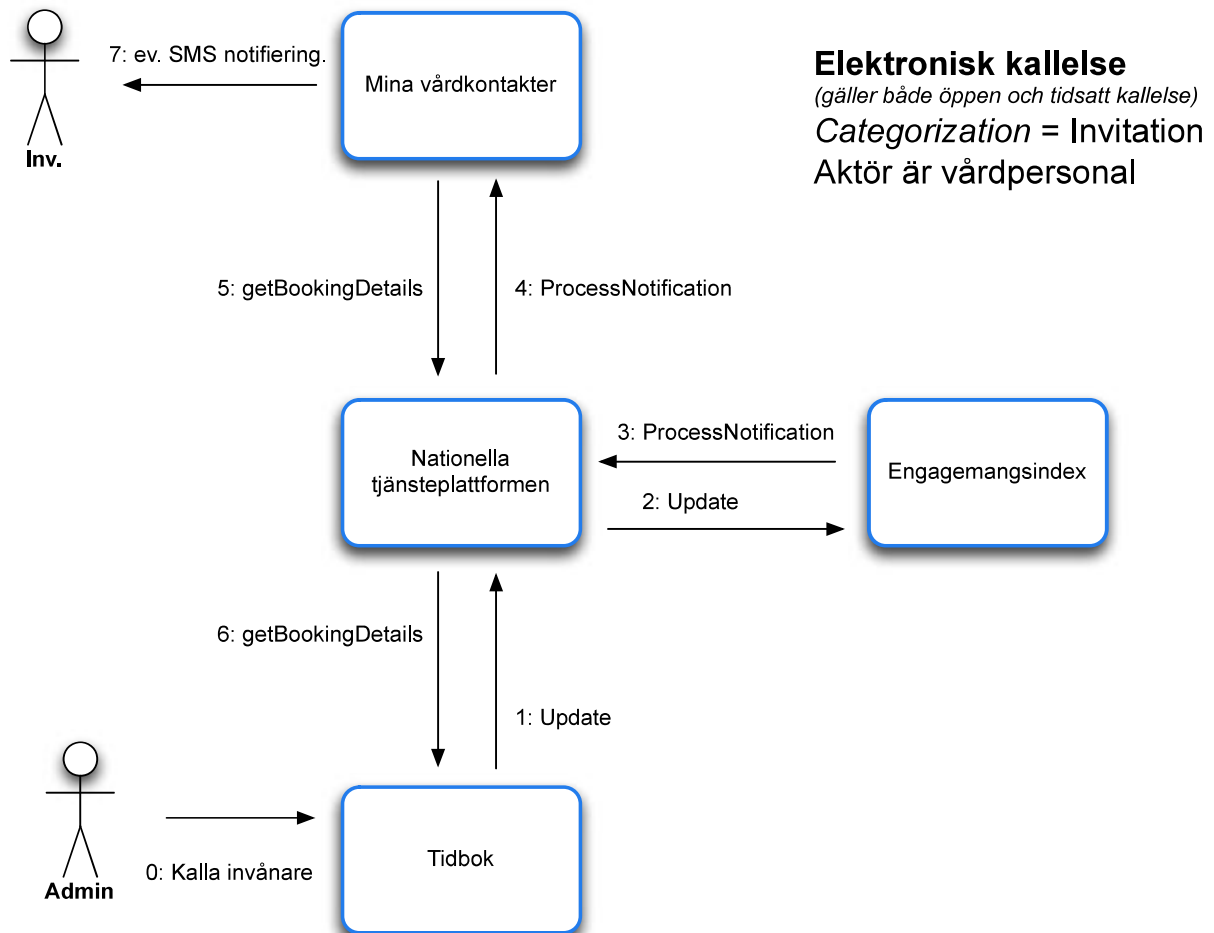 7: ev. SMS notifiering.
Inv.
Mina vårdkontakter
Elektronisk kallelse
(gäller både öppen och tidsatt kallelse)
Categorization = Invitation
Aktör är vårdpersonal
5: getBookingDetails
4: ProcessNotification
Nationella
tjänsteplattformen
3: ProcessNotification
2: Update
Engagemangsindex
6: getBookingDetails
1: Update
Admin
0: Kalla invånare
Tidbok